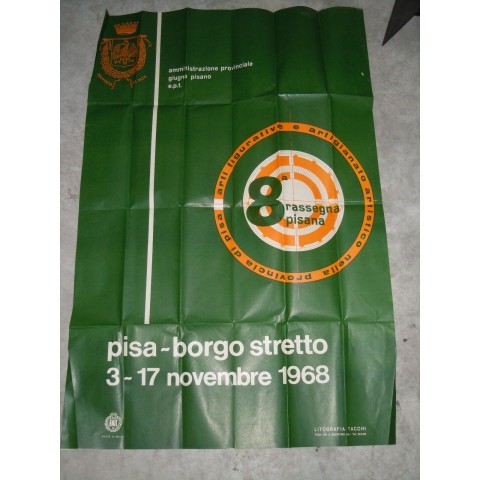 amministrazione provinciale
giugno pisano
e.p.t.
arti figurative e artigianato artistico nella provincia di pisa
8ª
rassegna
pisana
pisa-borgo stretto
3-17 novembre 1968
LITOGRAFIA TACCHI